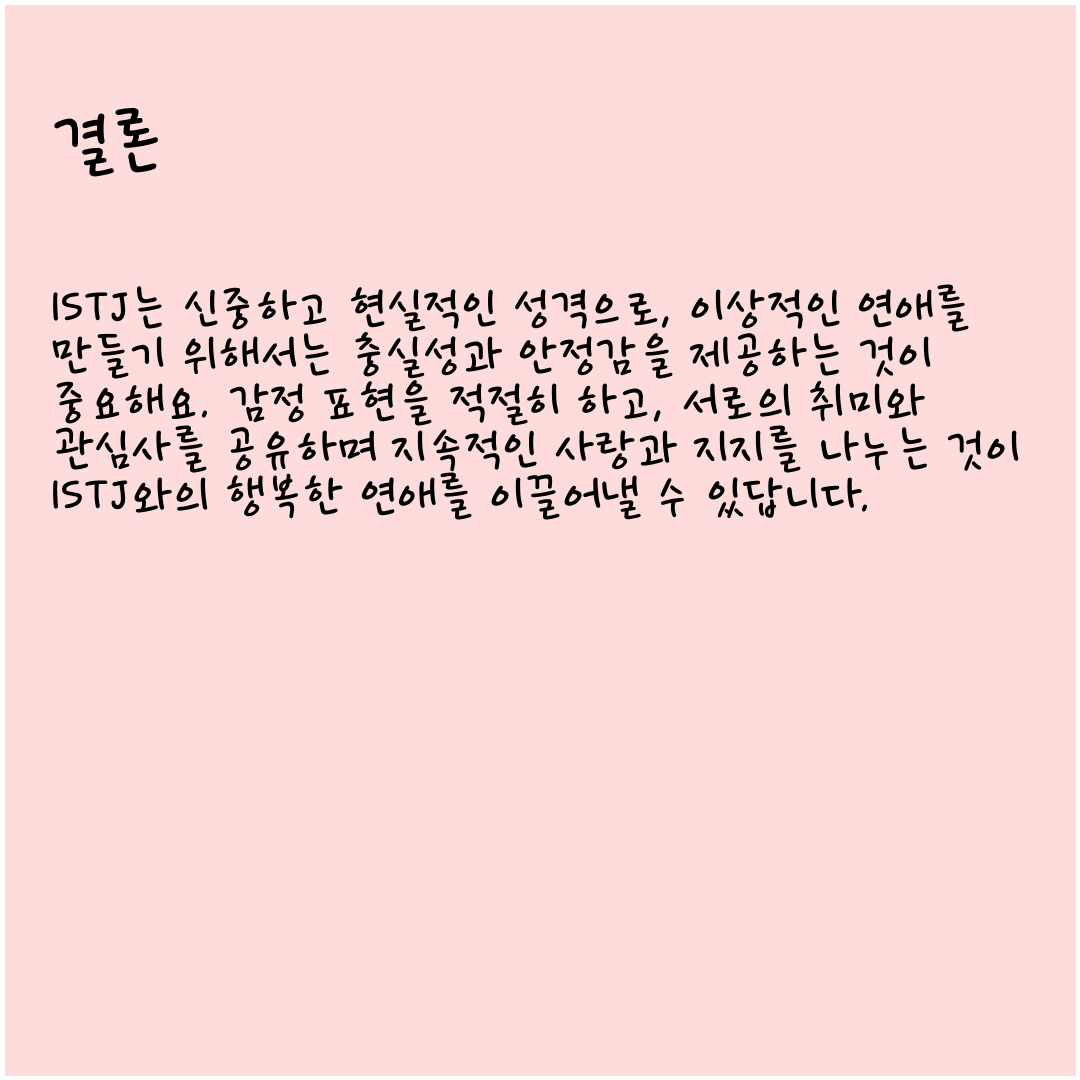 결론
ISTJ는 신중하고 현실적인 성격으로, 이상적인 연애를
만들기 위해서는 충실성과 안정감을 제공하는 것이
중요해요. 감정 표현을 적절히 하고, 서로의 취미와
관심사를 공유하며 지속적인 사랑과 지지를 나누는 것이
ISTJ와의 행복한 연애를 이끌어낼 수 있답니다.